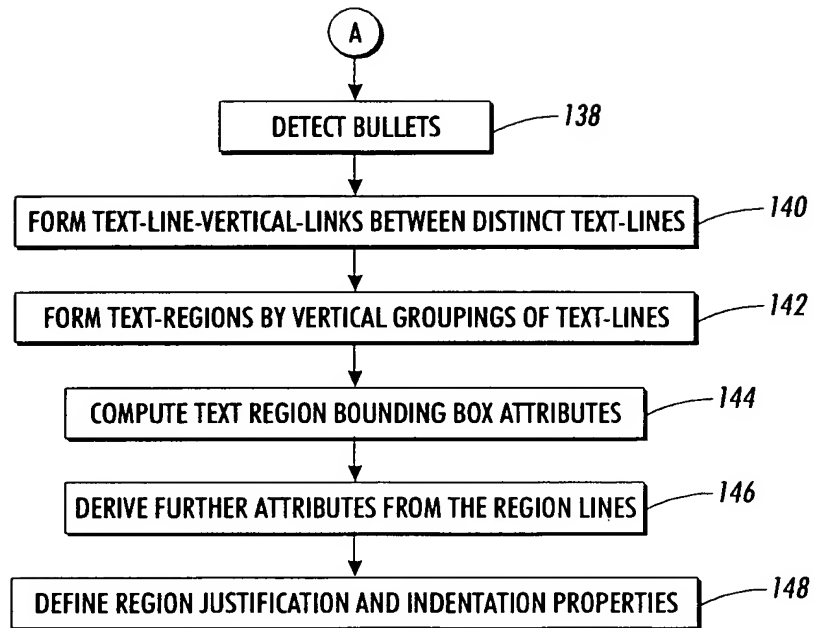 A
DETECT BULLETS
138
FORM TEXT-LINE-VERTICAL-LINKS BETWEEN DISTINCT TEXT-LINES
140
FORM TEXT-REGIONS BY VERTICAL GROUPINGS OF TEXT-LINES
142
COMPUTE TEXT REGION BOUNDING BOX ATTRIBUTES
144
DERIVE FURTHER ATTRIBUTES FROM THE REGION LINES
146
DEFINE REGION JUSTIFICATION AND INDENTATION PROPERTIES
148